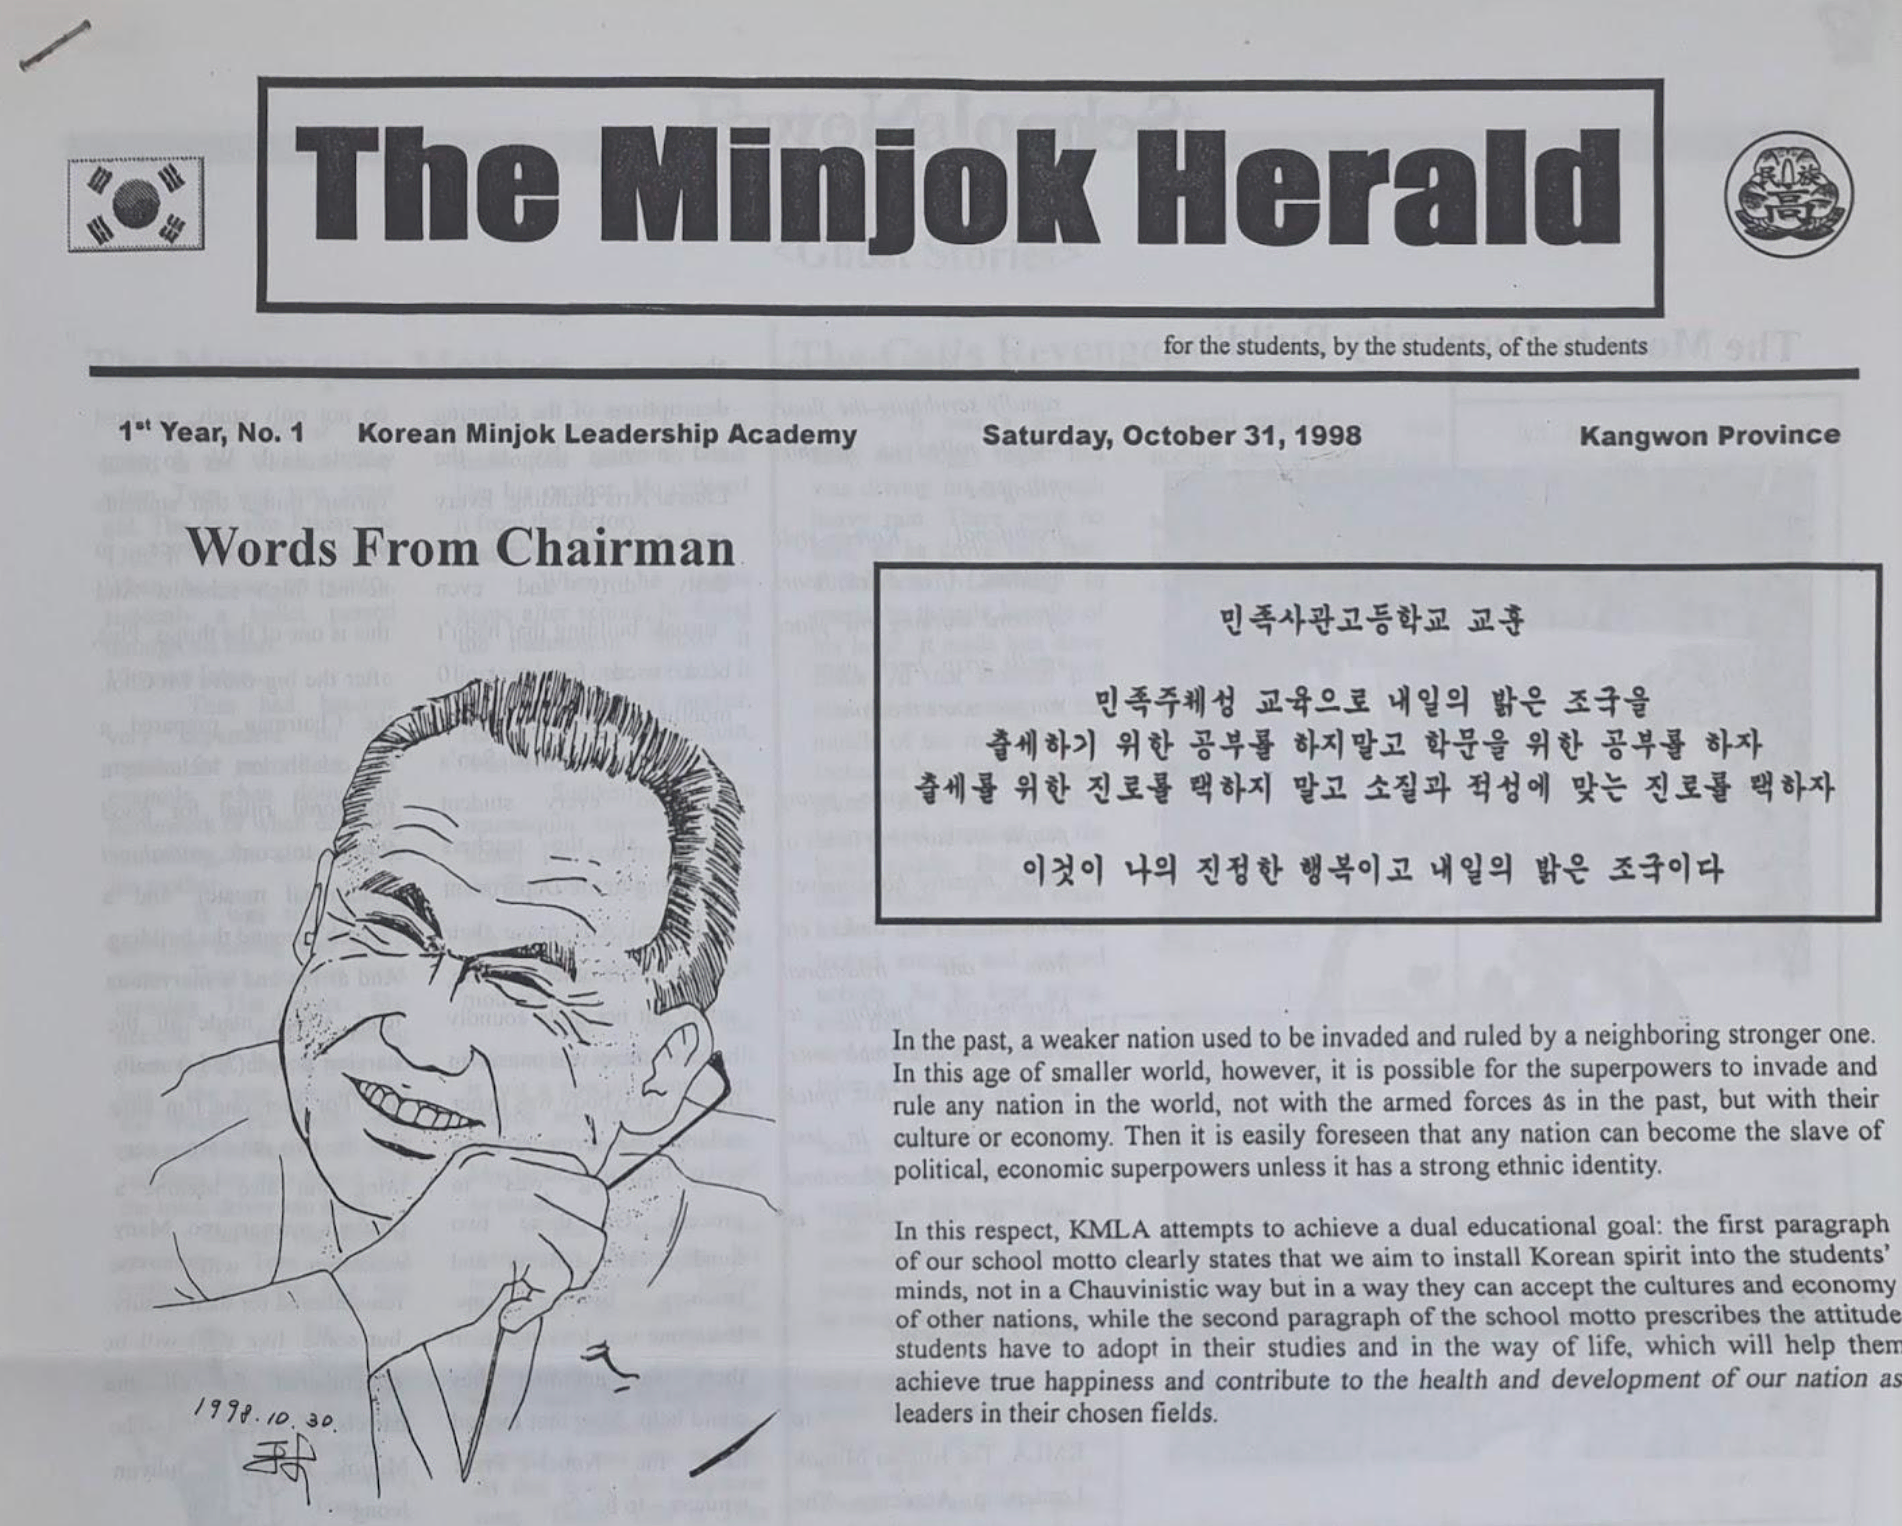 The Minjok Herald
民族
高
for the students, by the students, of the students
1st Year, No. 1 Korean Minjok Leadership Academy Saturday, October 31, 1998 Kangwon Province
Words From Chairman
민족사관고등학교 교훈
민족주체성 교육으로 내일의 밝은 조국을
출세하기 위한 공부를 하지말고 학문을 위한 공부를 하자
출세를 위한 진로를 택하지 말고 소질과 적성에 맞는 진로를 택하자
이것이 나의 진정한 행복이고 내일의 밝은 조국이다
In the past, a weaker nation used to be invaded and ruled by a neighboring stronger one.
In this age of smaller world, however, it is possible for the superpowers to invade and
rule any nation in the world, not with the armed forces as in the past, but with their
culture or economy. Then it is easily foreseen that any nation can become the slave of
political, economic superpowers unless it has a strong ethnic identity.
In this respect, KMLA attempts to achieve a dual educational goal: the first paragraph
of our school motto clearly states that we aim to install Korean spirit into the students'
minds, not in a Chauvinistic way but in a way they can accept the cultures and economy
of other nations, while the second paragraph of the school motto prescribes the attitude
students have to adopt in their studies and in the way of life, which will help them
achieve true happiness and contribute to the health and development of our nation as
leaders in their chosen fields.
1998.10.30.